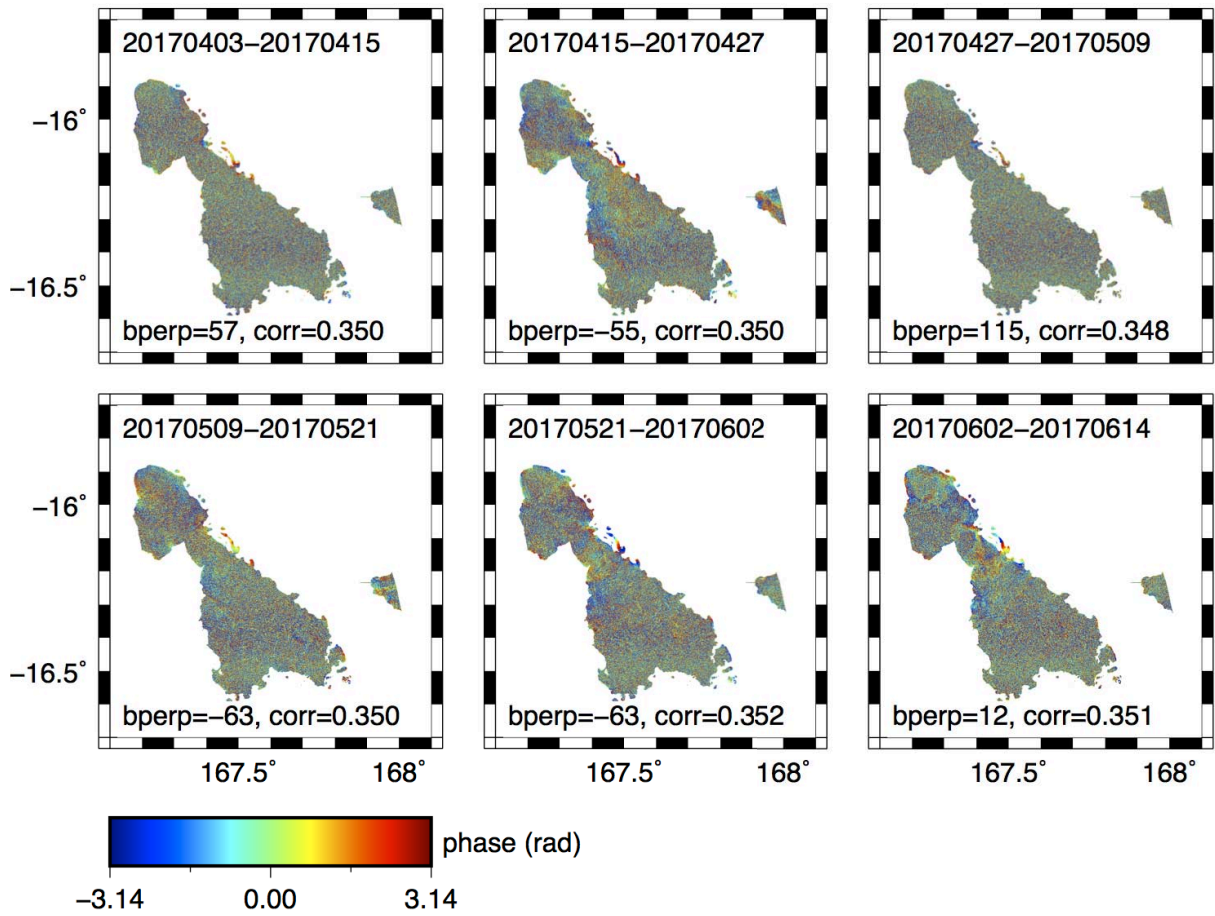 20170403−20170415
20170415−20170427
20170427−20170509
−16˚
−16.5˚
bperp=57, corr=0.350
bperp=−55, corr=0.350
bperp=115, corr=0.348
20170509−20170521
20170521−20170602
20170602−20170614
−16˚
−16.5˚
bperp=−63, corr=0.350
bperp=−63, corr=0.352
bperp=12, corr=0.351
167.5˚ 168˚
167.5˚ 168˚
167.5˚ 168˚
phase (rad)
−3.14 0.00 3.14